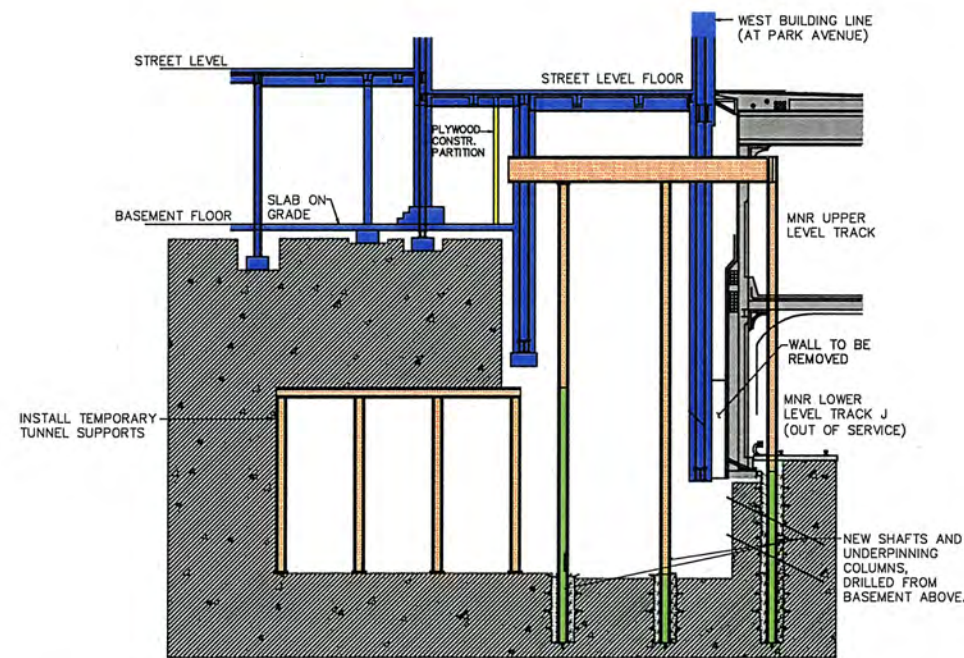 WEST BUILDING LINE
(AT PARK AVENUE)
STREET LEVEL
STREET LEVEL FLOOR
PLYWOOD
CONSTR.
PARTITION
SLAB ON
GRADE
BASEMENT FLOOR
MNR UPPER
LEVEL TRACK
WALL TO BE
REMOVED
MNR LOWER
LEVEL TRACK J
(OUT OF SERVICE)
INSTALL TEMPORARY
TUNNEL SUPPORTS
NEW SHAFTS AND
UNDERPINNING
COLUMNS,
DRILLED FROM
BASEMENT ABOVE.